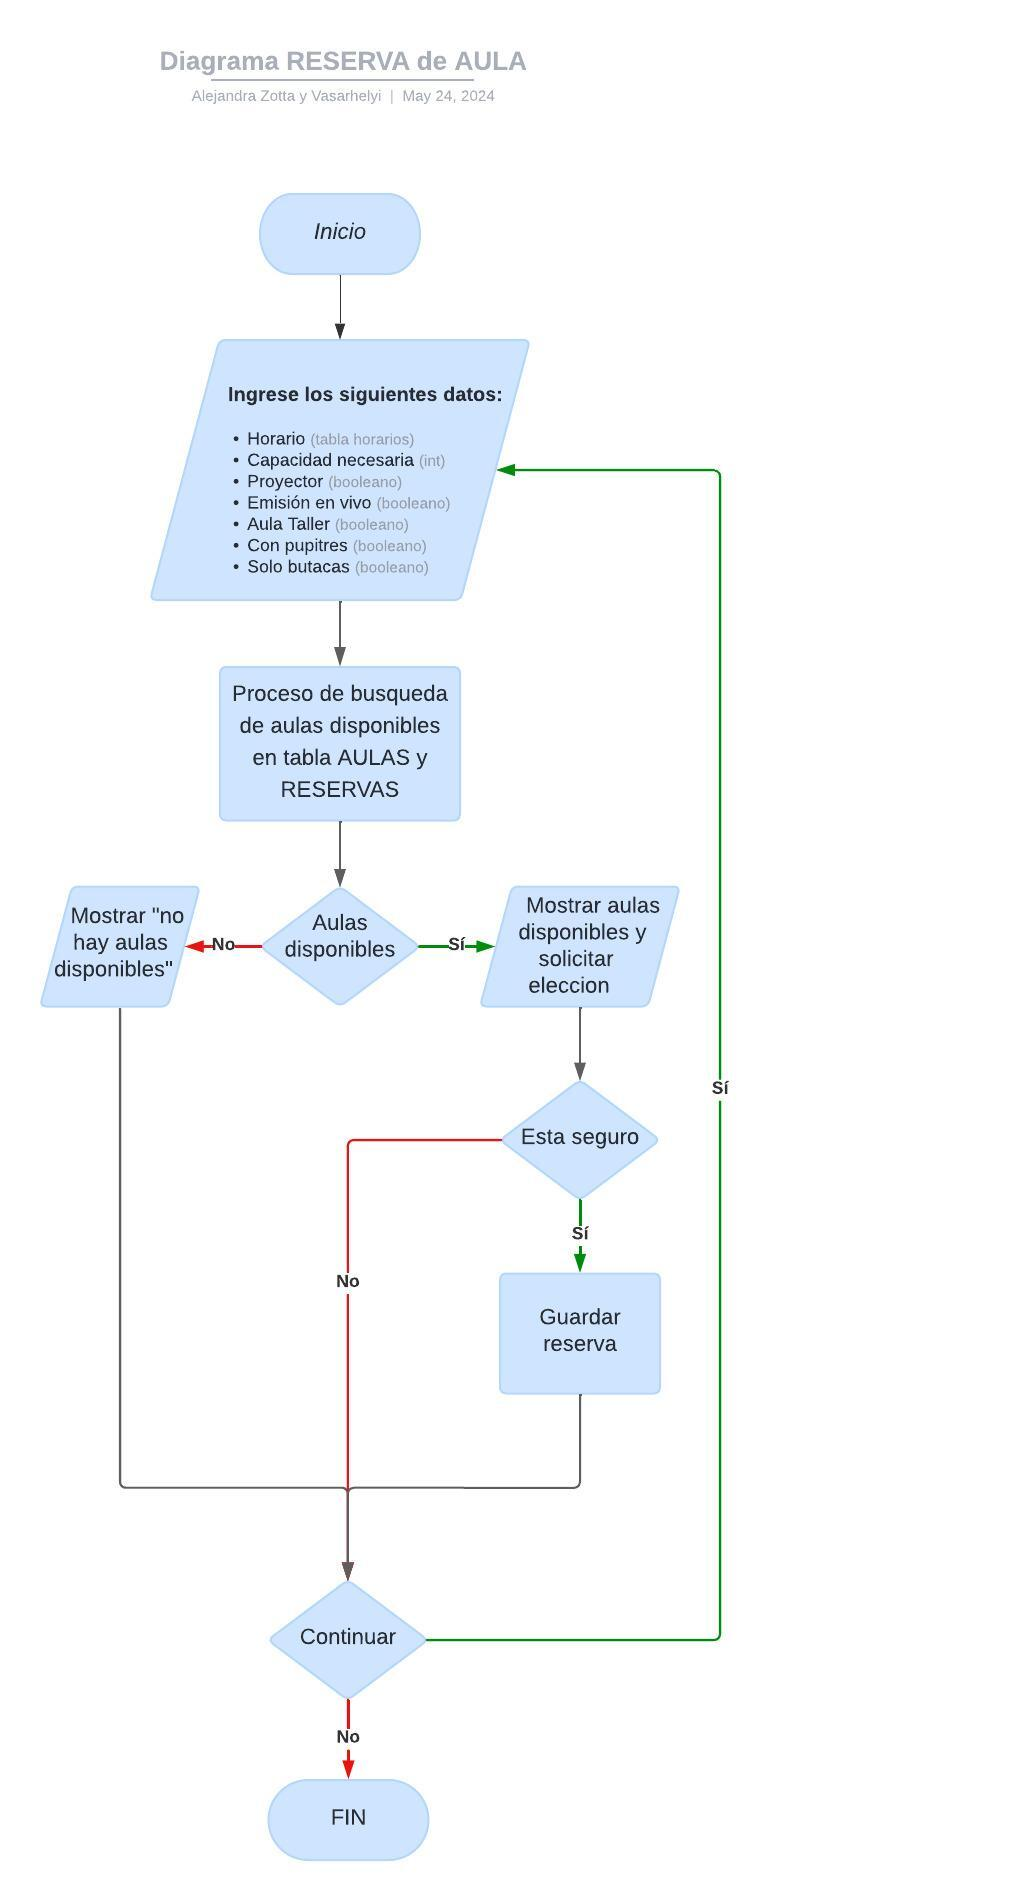 Diagrama RESERVA de AULA
Alejandra Zotta y Vasarhelyi | May 24, 2024
Inicio
Ingrese los siguientes datos:
• Horario (tabla horarios)
• Capacidad necesaria (int)
• Proyector (booleano)
• Emisión en vivo (booleano)
• Aula Taller (booleano)
• Con pupitres (booleano)
• Solo butacas (booleano)
Proceso de busqueda
de aulas disponibles
en tabla AULAS y
RESERVAS
Mostrar "no
hay aulas
disponibles"
No
Aulas
disponibles
Sí
Mostrar aulas
disponibles y
solicitar
eleccion
Sí
Esta seguro
Sí
No
Guardar
reserva
Continuar
No
FIN